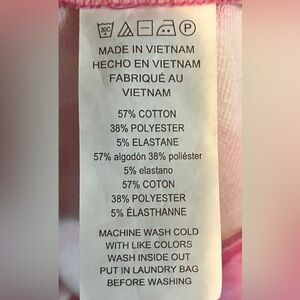 30C P
MADE IN VIETNAM
HECHO EN VIETNAM
FABRIQUÉ AU
VIETNAM
57% COTTON
38% POLYESTER
5% ELASTANE
57% algodón 38% poliéster
5% elastano
57% COTON
38% POLYESTER
5% ÉLASTHANNE
MACHINE WASH COLD
WITH LIKE COLORS
WASH INSIDE OUT
PUT IN LAUNDRY BAG
BEFORE WASHING